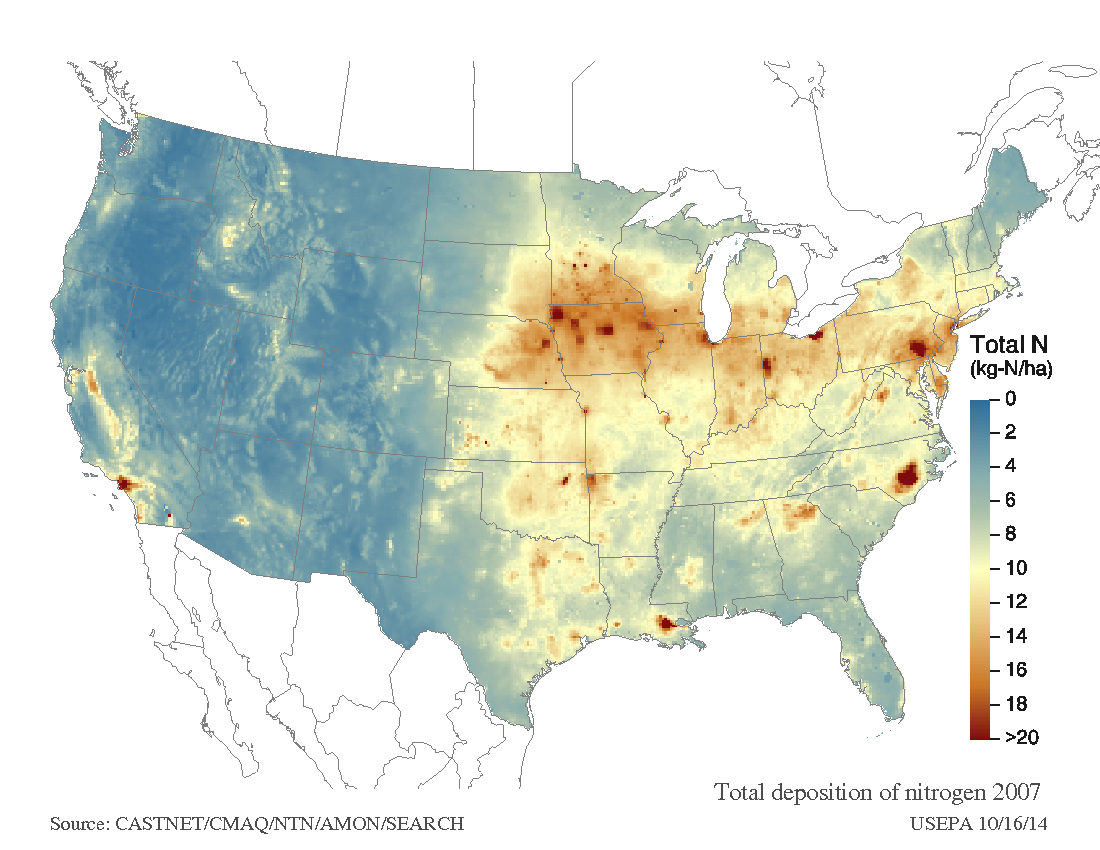 Total N
(kg-N/ha)
0
2
4
6
8
10
12
14
16
18
>20
Total deposition of nitrogen 2007
Source: CASTNET/CMAQ/NTN/AMON/SEARCH
USEPA 10/16/14